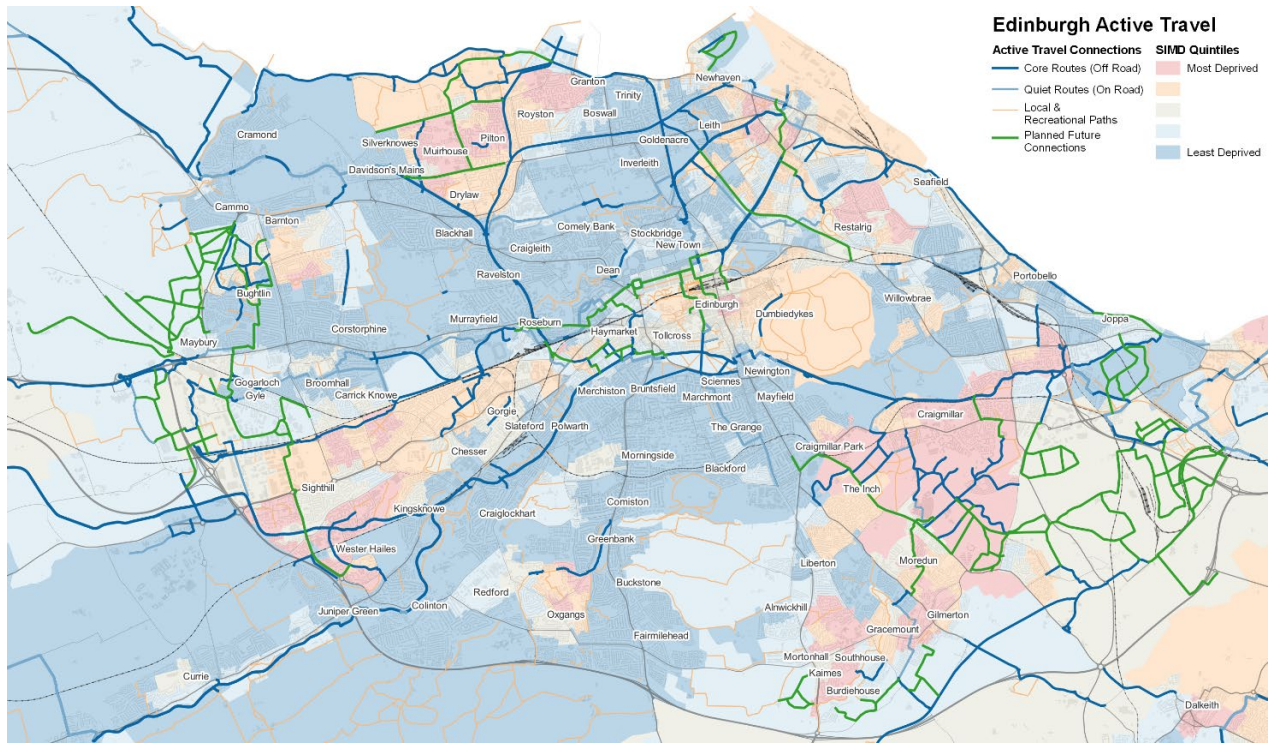 Edinburgh Active Travel
Active Travel Connections
SIMD Quintiles
Core Routes (Off Road)
Most Deprived
Quiet Routes (On Road)
Local &
Recreational Paths
Planned Future
Connections
Least Deprived
Granton
Newhaven
Trinity
Royston
Boswall
Leith
Cramond
Silverknowes
Pilton
Muirhouse
Goldenacre
Inverleith
Davidson's Mains
Seafield
Drylaw
Cammo
Barnton
Blackhall
Comely Bank
Stockbridge
Restalrig
New Town
Craigleith
Dean
Ravelston
Portobello
Bughtlin
Willowbrae
Edinburgh
Dumbiedykes
Murrayfield
Roseburn
Joppa
Corstorphine
Haymarket
Tollcross
Maybury
Newington
Gogarloch
Gyle
Broomhall
Carrick Knowe
Merchiston
Bruntsfield
Sciennes
Marchmont
Mayfield
Gorgie
Slateford
Polwarth
The Grange
Craigmillar
Chesser
Morningside
Craigmillar Park
Blackford
Sighthill
The Inch
Kingsknowe
Craiglockhart
Comiston
Greenbank
Wester Hailes
Moredun
Liberton
Buckstone
Redford
Colinton
Juniper Green
Oxgangs
Alnwickhill
Gilmerton
Gracemount
Fairmilehead
Mortonhall
Southhouse
Kaimes
Currie
Burdiehouse
Dalkeith